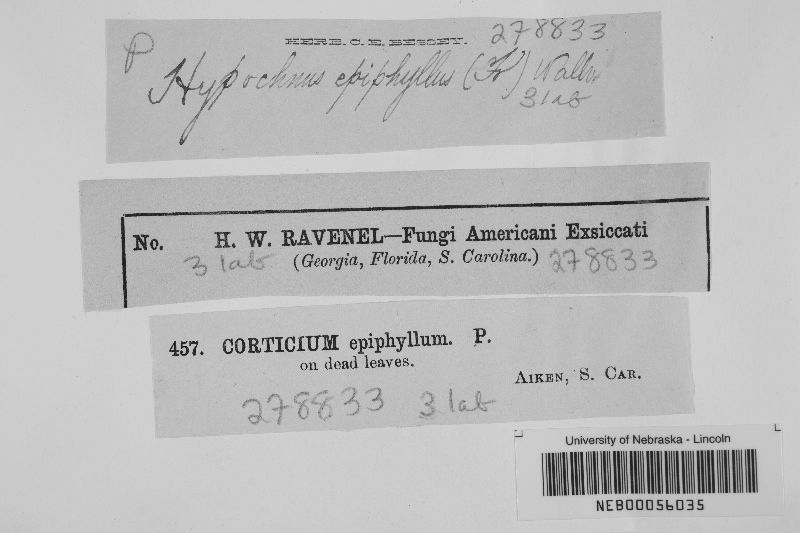 P HERB. C. E. BESSEY. 278833
Hypochnus epiphyllus (Fr) Wallr
3 lab
No. H. W. RAVENEL—Fungi Americani Exsiccati
3 lab (Georgia, Florida, S. Carolina.) 278833
457. CORTICIUM epiphyllum. P.
on dead leaves.
AIKEN, S. CAR.
278833 3 lab
University of Nebraska - Lincoln
NEB00056035